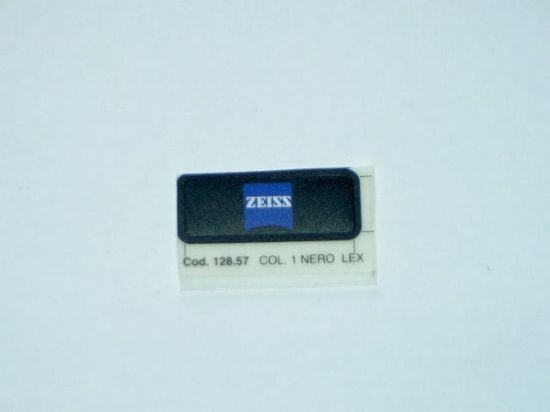 ZEISS
Cod. 128.57 COL. 1 NERO LEX